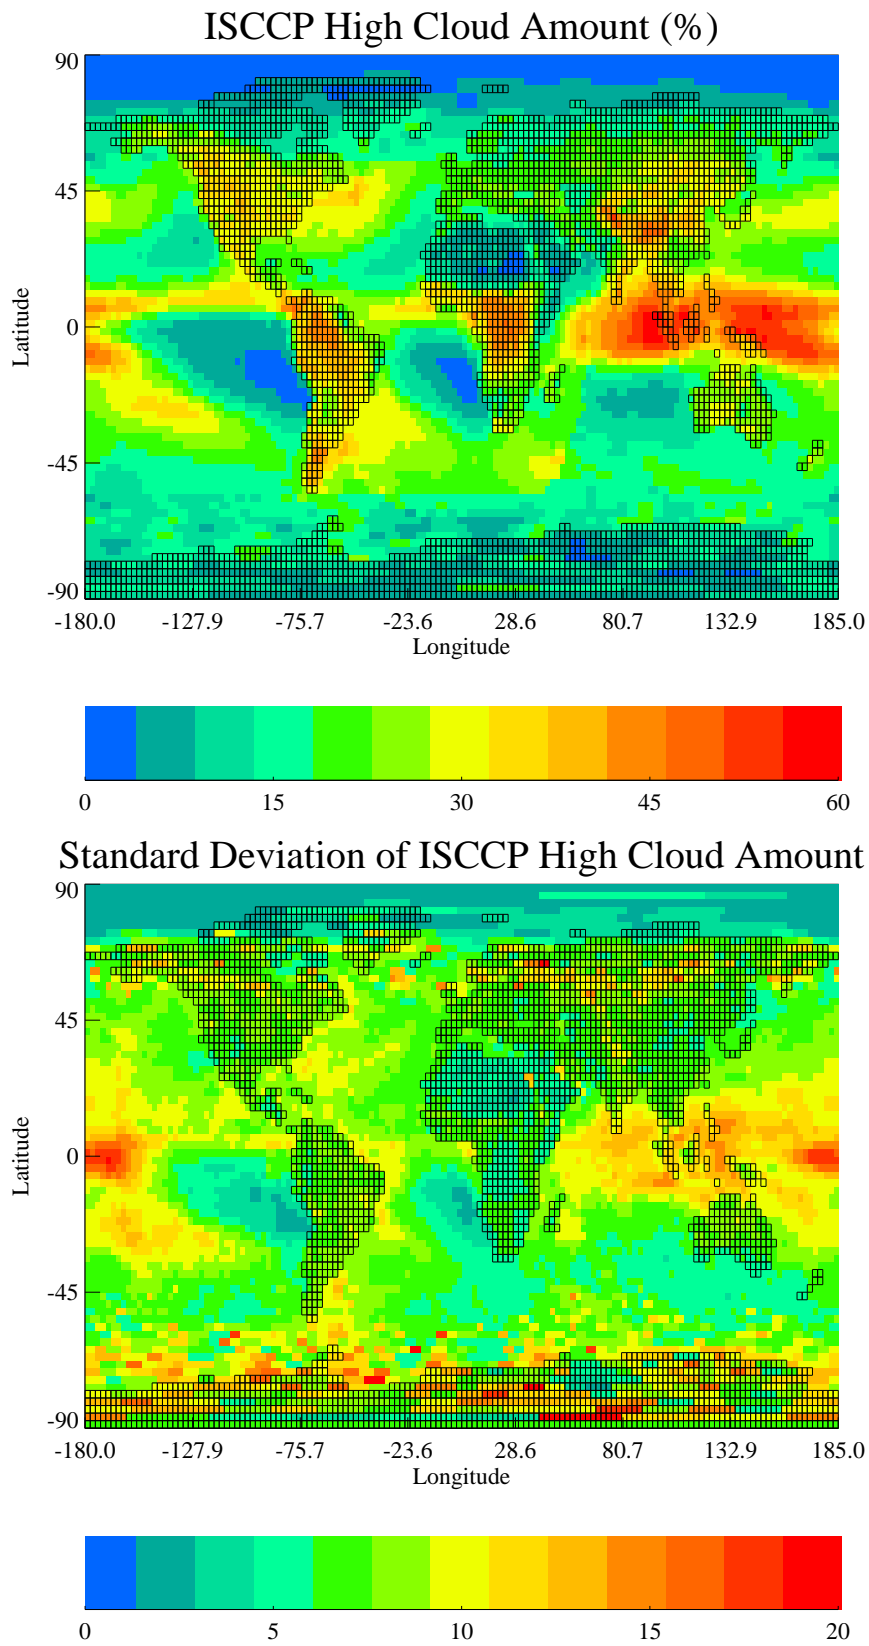 ISCCP High Cloud Amount (%)
90
45
0
-45
-90
Latitude
-180.0 -127.9 -75.7 -23.6 28.6 80.7 132.9 185.0
Longitude
0 15 30 45 60
Standard Deviation of ISCCP High Cloud Amount
90
45
0
-45
-90
Latitude
-180.0 -127.9 -75.7 -23.6 28.6 80.7 132.9 185.0
Longitude
0 5 10 15 20